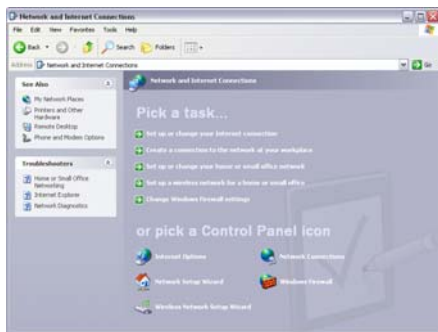 Network and Internet Connections
File Edit View Favorites Tools Help
Back Search Folders
Address Network and Internet Connections Go
See Also
My Network Places
Printers and Other
Hardware
Remote Desktop
Phone and Modem Options
Troubleshooters
Home or Small Office
Networking
Internet Explorer
Network Diagnostics
Network and Internet Connections
Pick a task...
Set up or change your Internet connection
Create a connection to the network at your workplace
Set up or change your home or small office network
Set up a wireless network for a home or small office
Change Windows Firewall settings
or pick a Control Panel icon
Internet Options
Network Connections
Network Setup Wizard
Windows Firewall
Wireless Network Setup Wizard